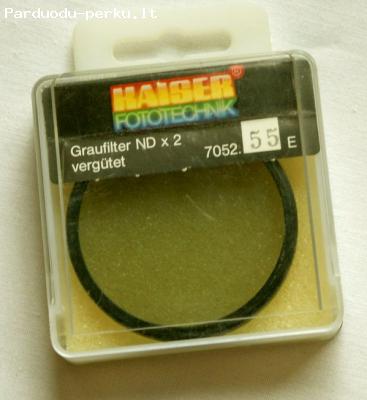 Parduodu-perku.lt
KAISER®
FOTOTECHNIK
Graufilter ND x 2
vergütet
7052. 55 E